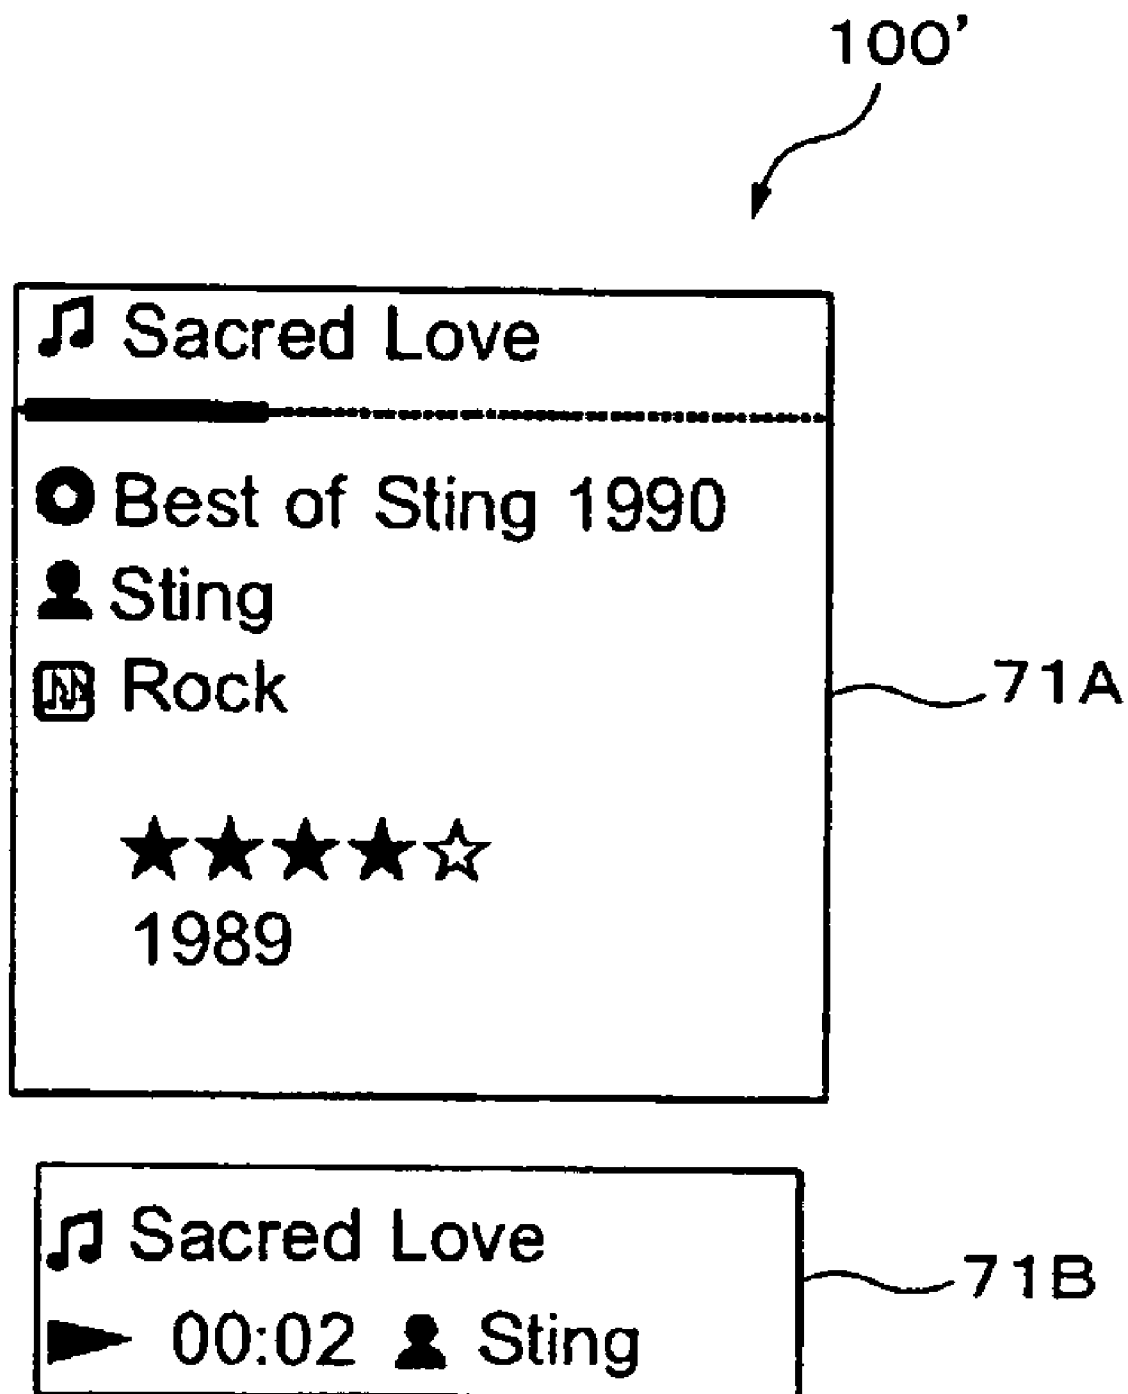 100'
Sacred Love
Best of Sting 1990
Sting
Rock
71A
★★★★☆
1989
Sacred Love
71B
00:02 Sting